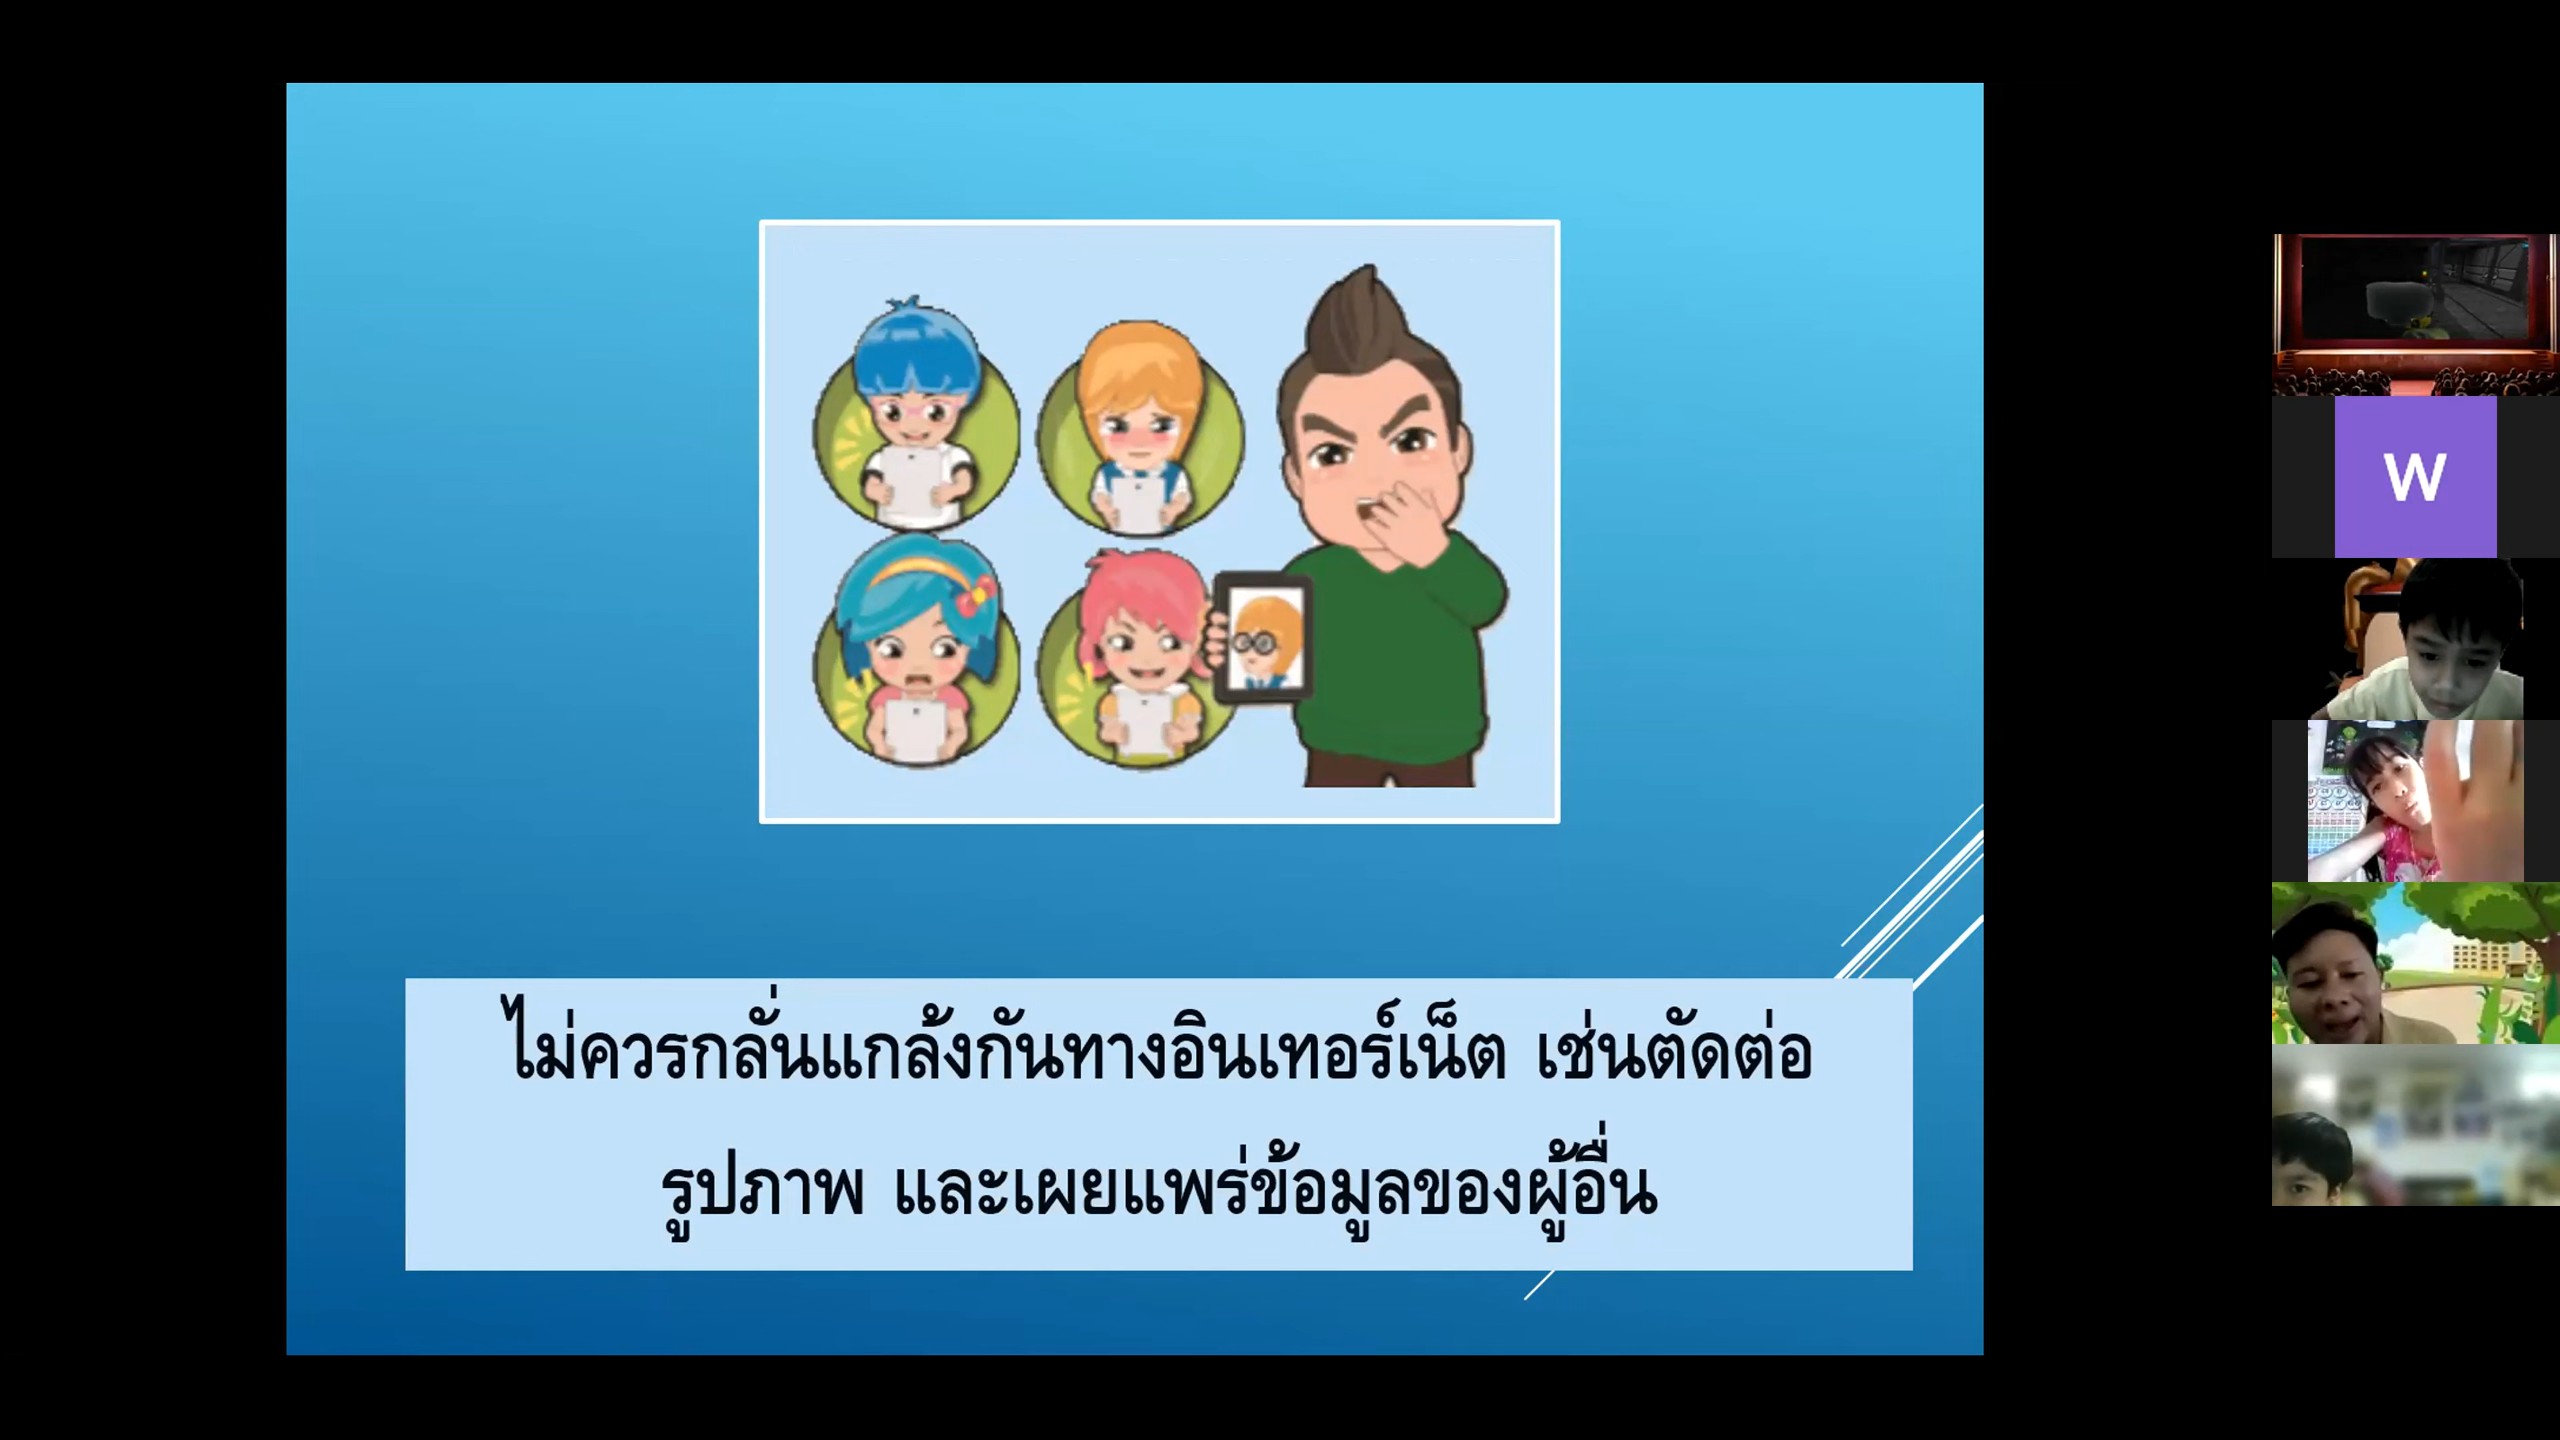 ไม่ควรกลั่นแกล้งกันทางอินเทอร์เน็ต เช่นตัดต่อ
รูปภาพ และเผยแพร่ข้อมูลของผู้อื่น
W